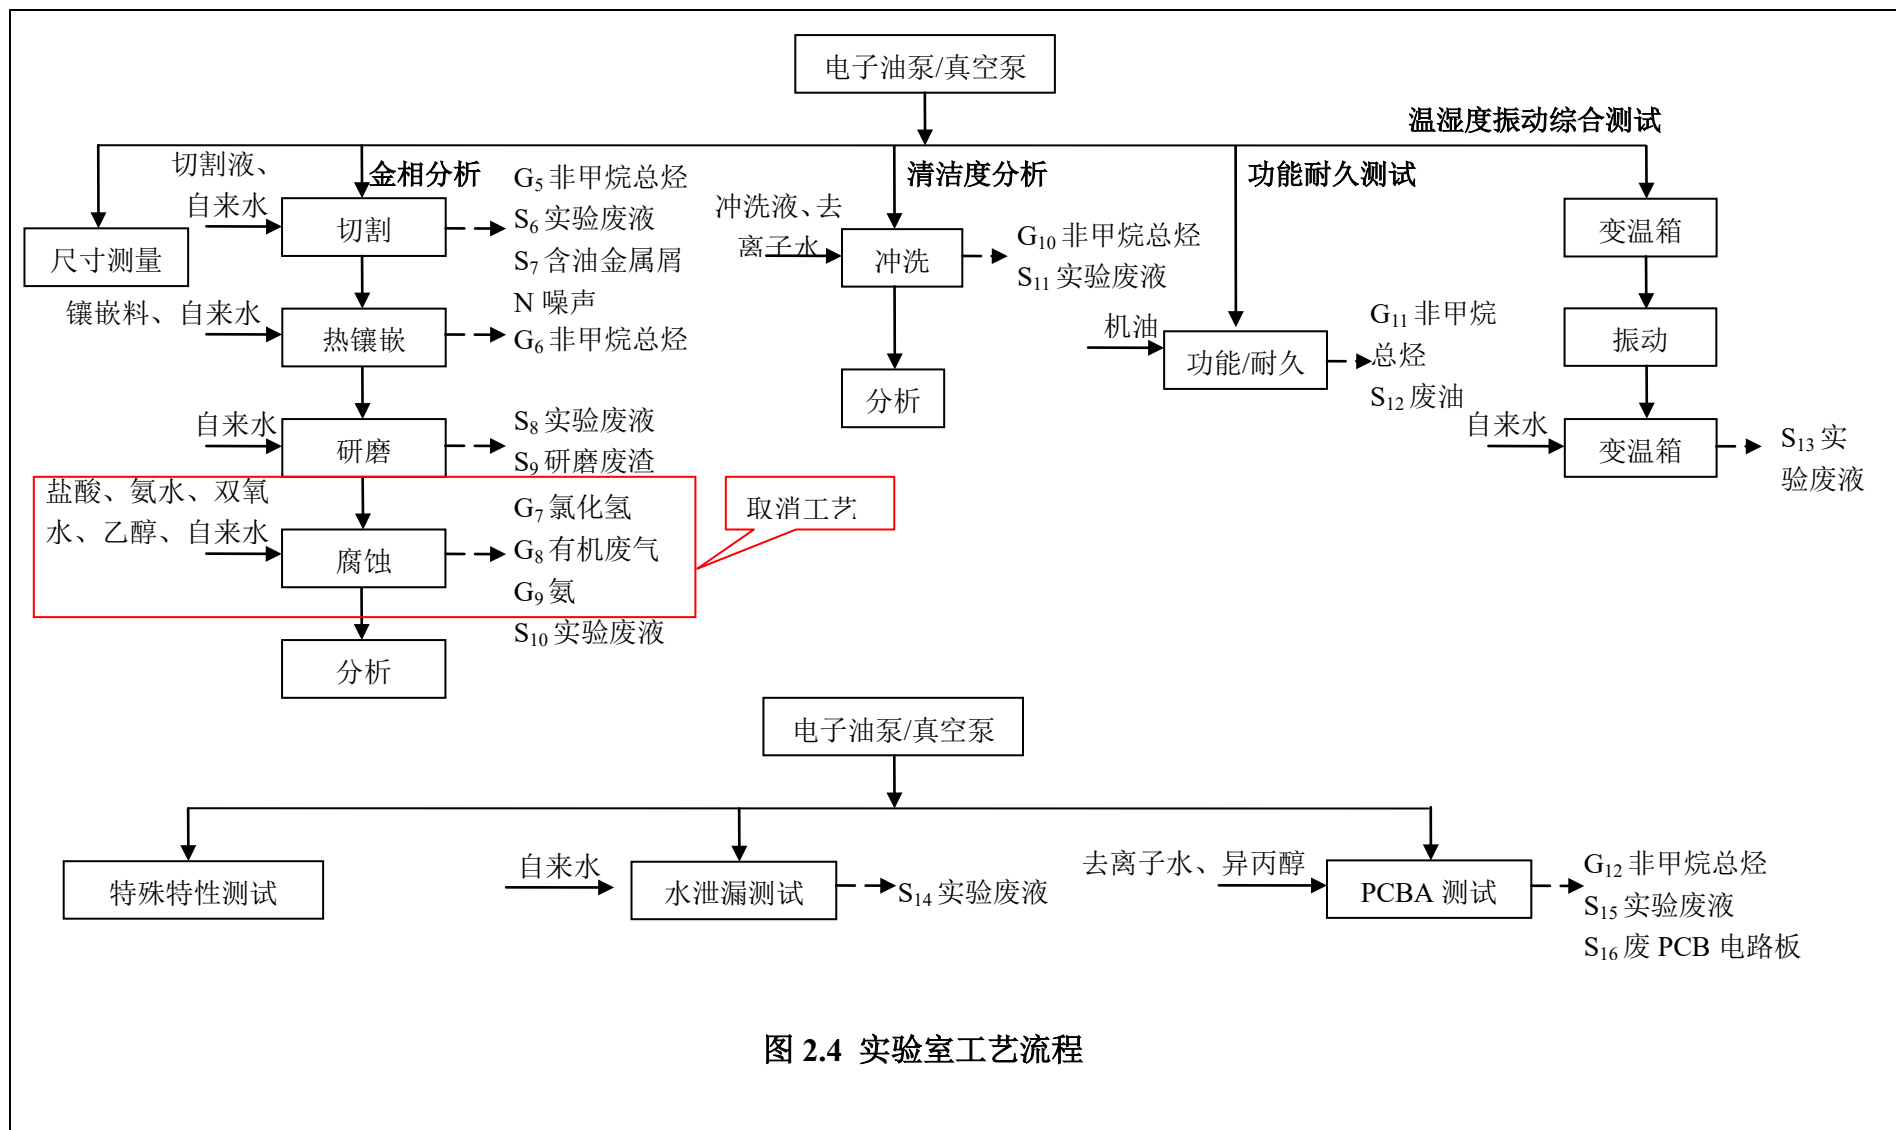 电子油泵/真空泵
温湿度振动综合测试
切割液、
自来水
金相分析
切割
G5 非甲烷总烃
S6 实验废液
S7 含油金属屑
N 噪声
尺寸测量
镶嵌料、自来水
热镶嵌
G6 非甲烷总烃
自来水
研磨
S8 实验废液
S9 研磨废渣
盐酸、氨水、双氧
水、乙醇、自来水
腐蚀
G7 氯化氢
G8 有机废气
G9 氨
S10 实验废液
取消工艺
分析
清洁度分析
冲洗液、去
离子水
冲洗
G10 非甲烷总烃
S11 实验废液
分析
功能耐久测试
机油
功能/耐久
G11 非甲烷
总烃
S12 废油
变温箱
振动
自来水
变温箱
S13 实
验废液
电子油泵/真空泵
特殊特性测试
自来水
水泄漏测试
S14 实验废液
去离子水、异丙醇
PCBA 测试
G12 非甲烷总烃
S15 实验废液
S16 废 PCB 电路板
图 2.4 实验室工艺流程